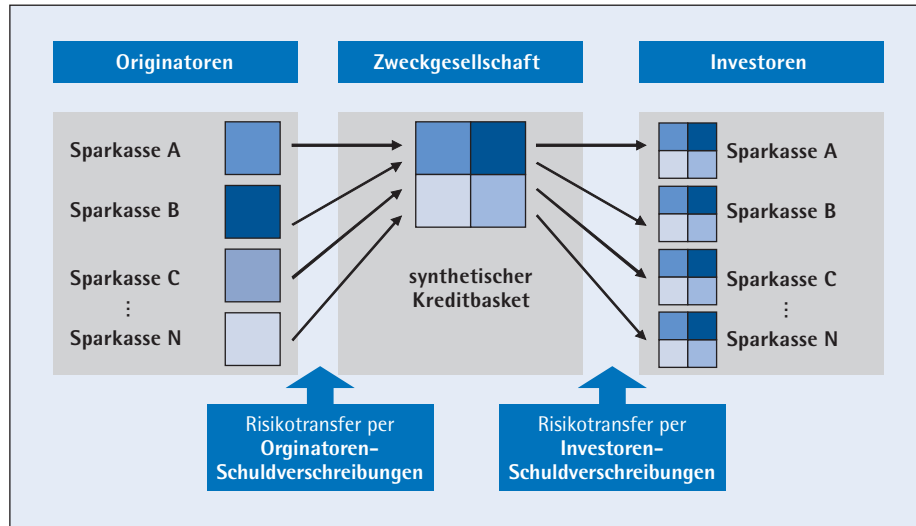 Originatoren
Zweckgesellschaft
Investoren
Sparkasse A
Sparkasse B
Sparkasse C
⋮
Sparkasse N
synthetischer
Kreditbasket
Sparkasse A
Sparkasse B
Sparkasse C
⋮
Sparkasse N
Risikotransfer per
Orginatoren-
Schuldverschreibungen
Risikotransfer per
Investoren-
Schuldverschreibungen